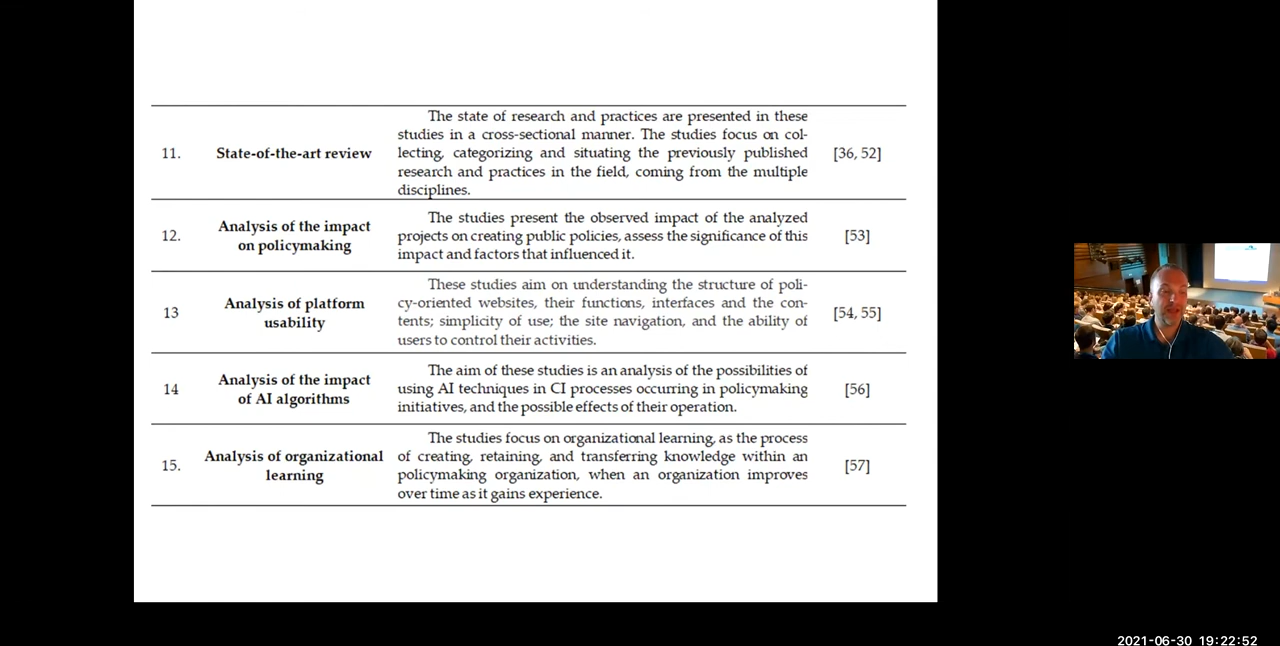 11.
State-of-the-art review
The state of research and practices are presented in these
studies in a cross-sectional manner. The studies focus on col-
lecting, categorizing and situating the previously published
research and practices in the field, coming from the multiple
disciplines.
[36, 52]
12.
Analysis of the impact
on policymaking
The studies present the observed impact of the analyzed
projects on creating public policies, assess the significance of this
impact and factors that influenced it.
[53]
13
Analysis of platform
usability
These studies aim on understanding the structure of poli-
cy-oriented websites, their functions, interfaces and the con-
tents; simplicity of use; the site navigation, and the ability of
users to control their activities.
[54, 55]
14
Analysis of the impact
of AI algorithms
The aim of these studies is an analysis of the possibilities of
using AI techniques in CI processes occurring in policymaking
initiatives, and the possible effects of their operation.
[56]
15.
Analysis of organizational
learning
The studies focus on organizational learning, as the process
of creating, retaining, and transferring knowledge within an
policymaking organization, when an organization improves
over time as it gains experience.
[57]
2021-06-30 19:22:52